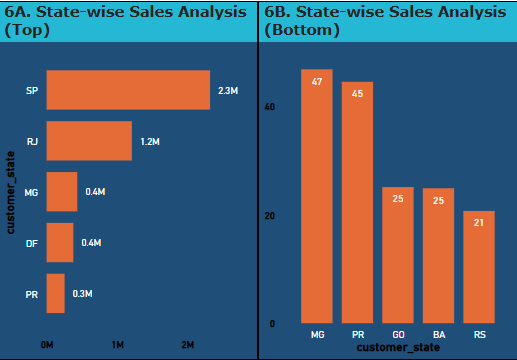 6A. State-wise Sales Analysis
(Top)
customer_state
SP
2.3M
RJ
1.2M
MG
0.4M
DF
0.4M
PR
0.3M
0M
1M
2M
6B. State-wise Sales Analysis
(Bottom)
40
20
0
47
45
25
25
21
MG
PR
GO
BA
RS
customer_state